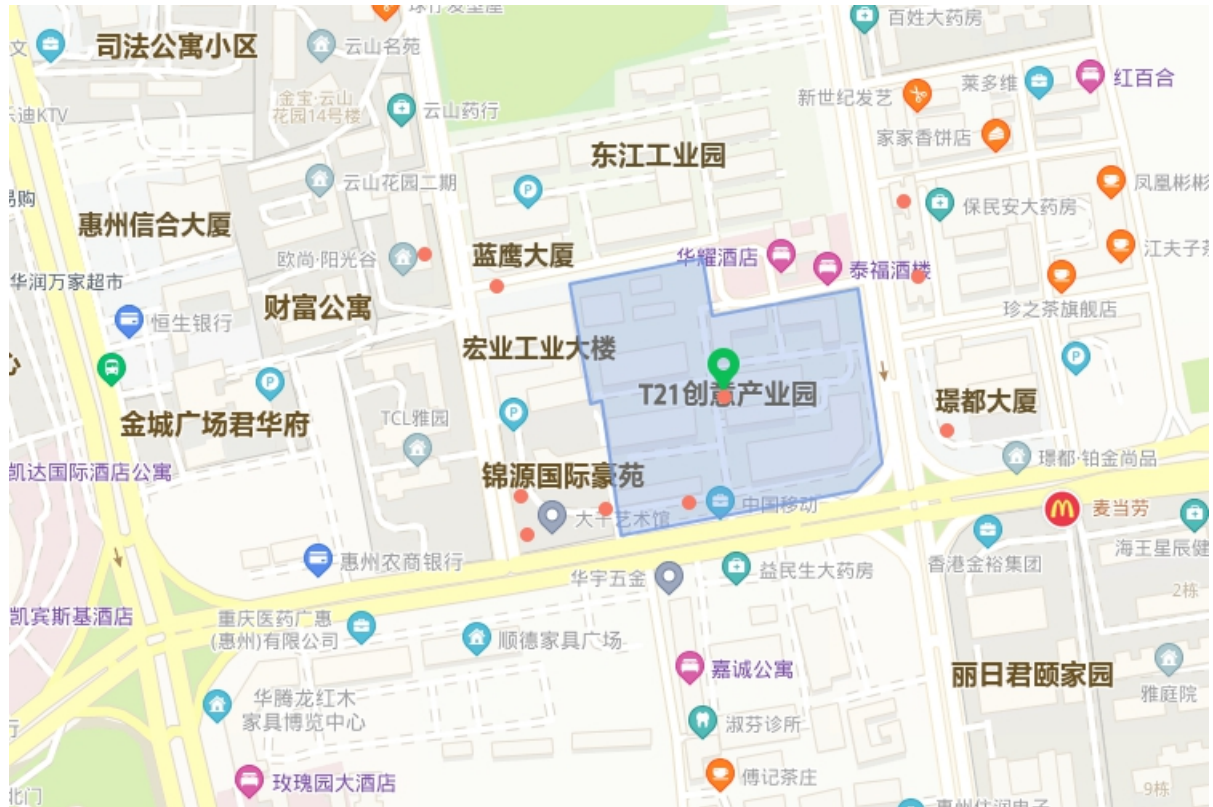 百姓大药房
文
司法公寓小区
云山名苑
红百合
莱多维
新世纪发艺
金宝·云山
花园14号楼
云山药行
迪KTV
家家香饼店
东江工业园
云山花园二期
凤凰彬彬
易购
保民安大药房
惠州信合大厦
江夫子茶
蓝鹰大厦
华耀酒店
欧尚·阳光谷
泰福酒楼
华润万家超市
财富公寓
珍之茶旗舰店
恒生银行
宏业工业大楼
P
T21创意产业园
璟都大厦
P
P
P
TCL雅园
金城广场君华府
璟都·铂金尚品
凯达国际酒店公寓
锦源国际豪苑
中国移动
麦当劳
大千艺术馆
海王星辰健
惠州农商银行
香港金裕集团
益民生大药房
华宇五金
2栋
凯宾斯基酒店
重庆医药广惠
(惠州)有限公司
顺德家具广场
嘉诚公寓
丽日君颐家园
雅庭院
华腾龙红木
家具博览中心
淑芬诊所
傅记茶庄
玫瑰园大酒店
9栋
北门